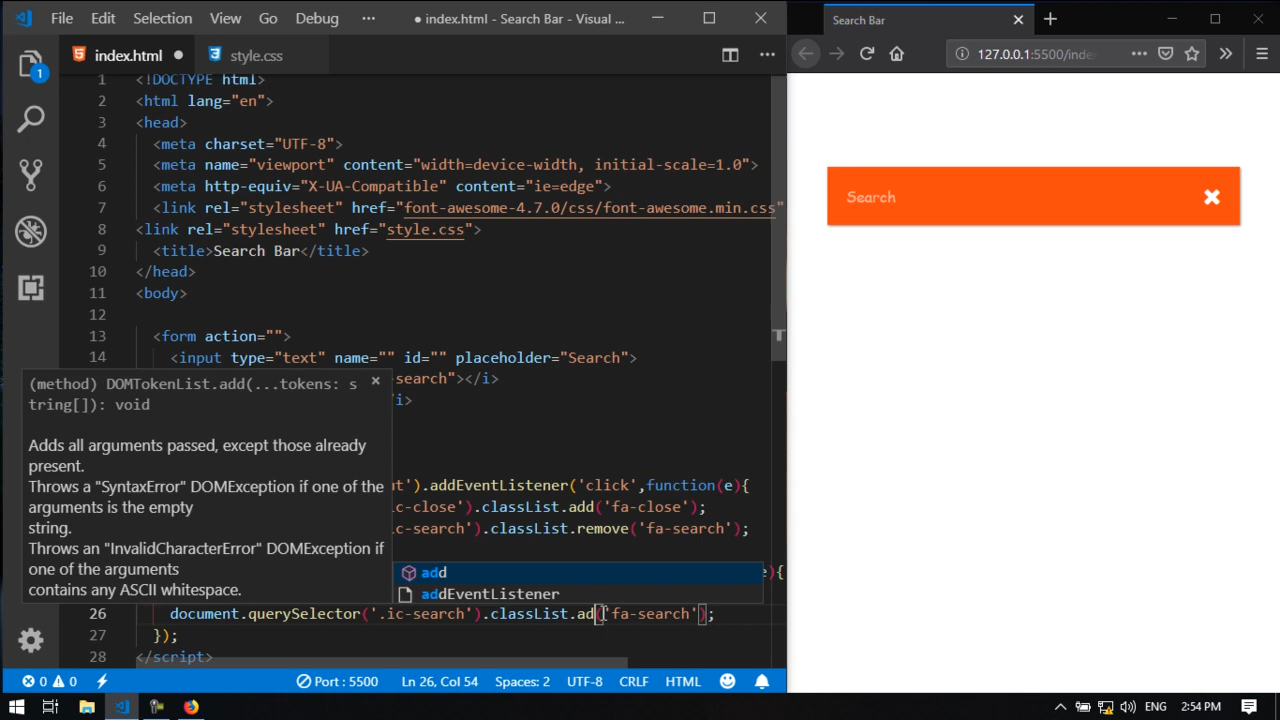 File Edit Selection View Go Debug ··· ● index.html - Search Bar - Visual ...
Search Bar
index.html ● style.css
127.0.0.1:5500/inde
1 <!DOCTYPE html>
2 <html lang="en">
3 <head>
4 <meta charset="UTF-8">
5 <meta name="viewport" content="width=device-width, initial-scale=1.0">
6 <meta http-equiv="X-UA-Compatible" content="ie=edge">
7 <link rel="stylesheet" href="font-awesome-4.7.0/css/font-awesome.min.css"
8 <link rel="stylesheet" href="style.css">
9 <title>Search Bar</title>
10 </head>
11 <body>
12
13 <form action="">
14 <input type="text" name="" id="" placeholder="Search">
-search"></i>
/i>
(method) DOMTokenList.add(...tokens: s
tring[]): void
Adds all arguments passed, except those already
present.
Throws a "SyntaxError" DOMException if one of the
arguments is the empty
string.
Throws an "InvalidCharacterError" DOMException if
one of the arguments
contains any ASCII whitespace.
t').addEventListener('click',function(e){
ic-close').classList.add('fa-close');
ic-search').classList.remove('fa-search');
e){
add
addEventListener
26 document.querySelector('.ic-search').classList.ad('fa-search');
27 });
28 </script>
1
0 0 Port : 5500 Ln 26, Col 54 Spaces: 2 UTF-8 CRLF HTML
Search
ENG 2:54 PM